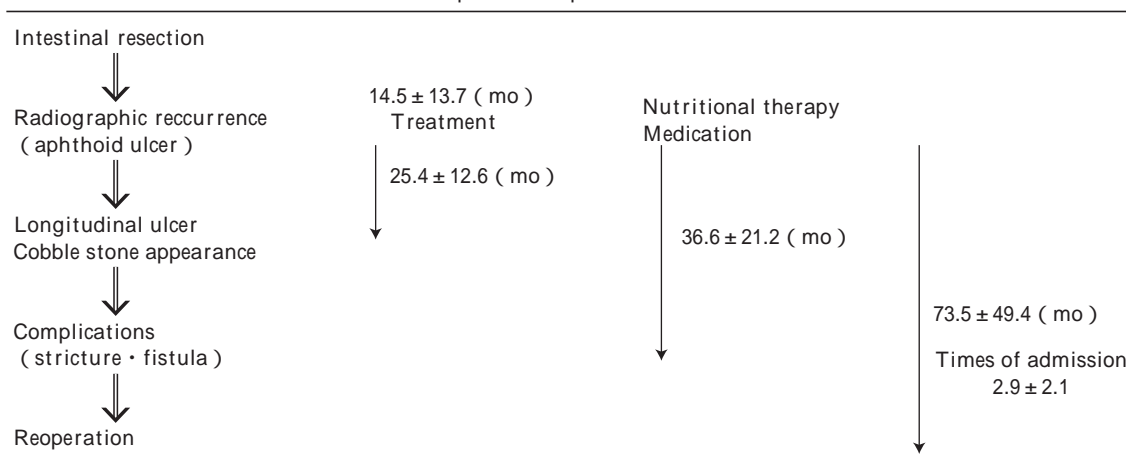 Intestinal resection
14.5 ± 13.7 ( mo )
Radiographic reccurrence
( aphthoid ulcer )
Treatment
Nutritional therapy
Medication
25.4 ± 12.6 ( mo )
Longitudinal ulcer
Cobble stone appearance
36.6 ± 21.2 ( mo )
Complications
( stricture・fistula )
73.5 ± 49.4 ( mo )
Times of admission
2.9 ± 2.1
Reoperation